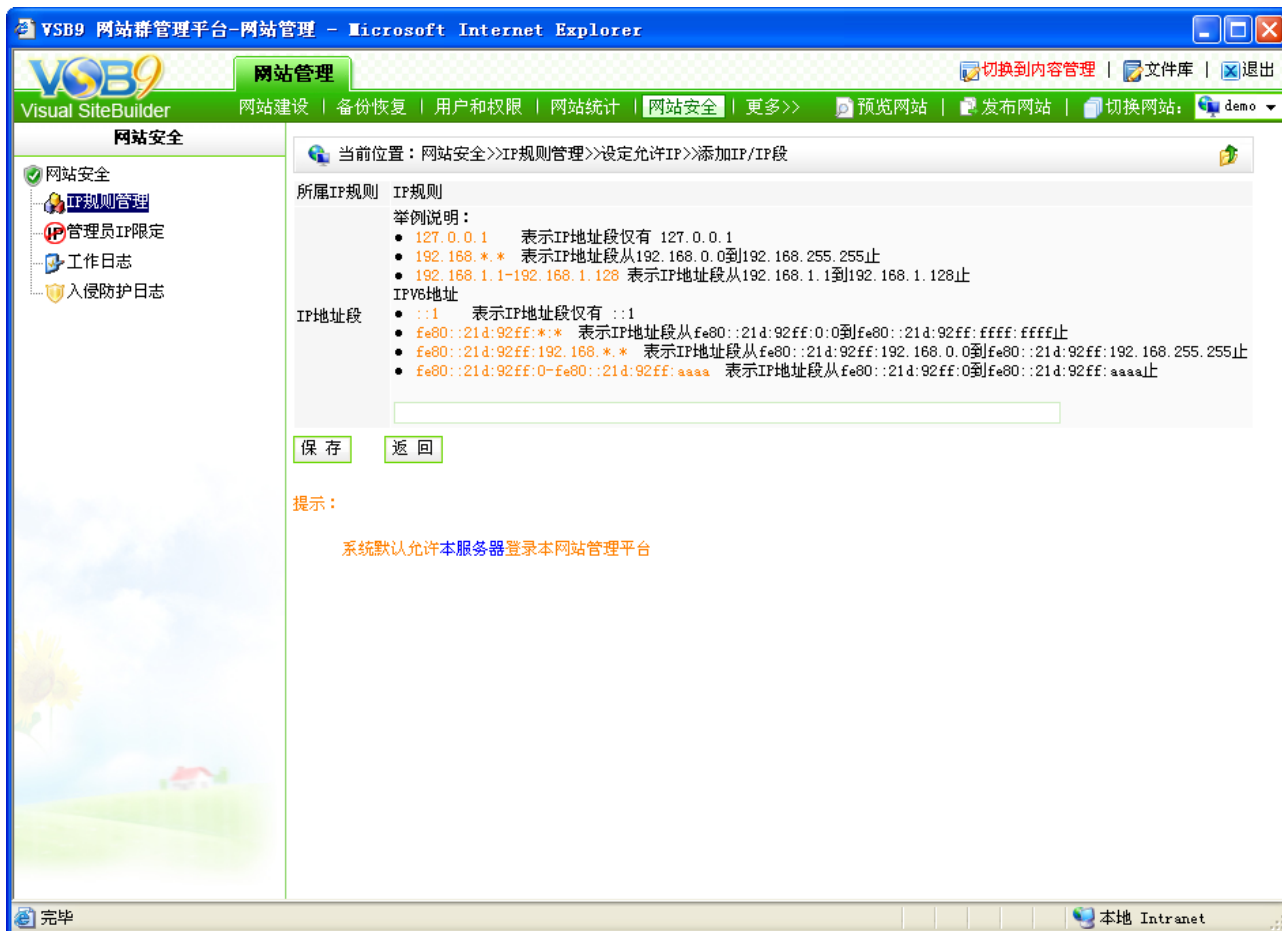 VSB9 网站群管理平台-网站管理 - Microsoft Internet Explorer
VSB9
Visual SiteBuilder
网站管理
切换到内容管理 | 文件库 | 退出
网站建设 | 备份恢复 | 用户和权限 | 网站统计 | 网站安全 | 更多>> 预览网站 | 发布网站 | 切换网站: demo
网站安全
网站安全
IP规则管理
管理员IP限定
工作日志
入侵防护日志
当前位置：网站安全>>IP规则管理>>设定允许IP>>添加IP/IP段
所属IP规则 IP规则
IP地址段
举例说明：
● 127.0.0.1 表示IP地址段仅有 127.0.0.1
● 192.168.*.* 表示IP地址段从192.168.0.0到192.168.255.255止
● 192.168.1.1-192.168.1.128 表示IP地址段从192.168.1.1到192.168.1.128止
IPV6地址
● ::1 表示IP地址段仅有 ::1
● fe80::21d:92ff:*:* 表示IP地址段从fe80::21d:92ff:0:0到fe80::21d:92ff:ffff:ffff止
● fe80::21d:92ff:192.168.*.* 表示IP地址段从fe80::21d:92ff:192.168.0.0到fe80::21d:92ff:192.168.255.255止
● fe80::21d:92ff:0-fe80::21d:92ff:aaaa 表示IP地址段从fe80::21d:92ff:0到fe80::21d:92ff:aaaa止
保 存 返 回
提示：
系统默认允许本服务器登录本网站管理平台
完毕 本地 Intranet